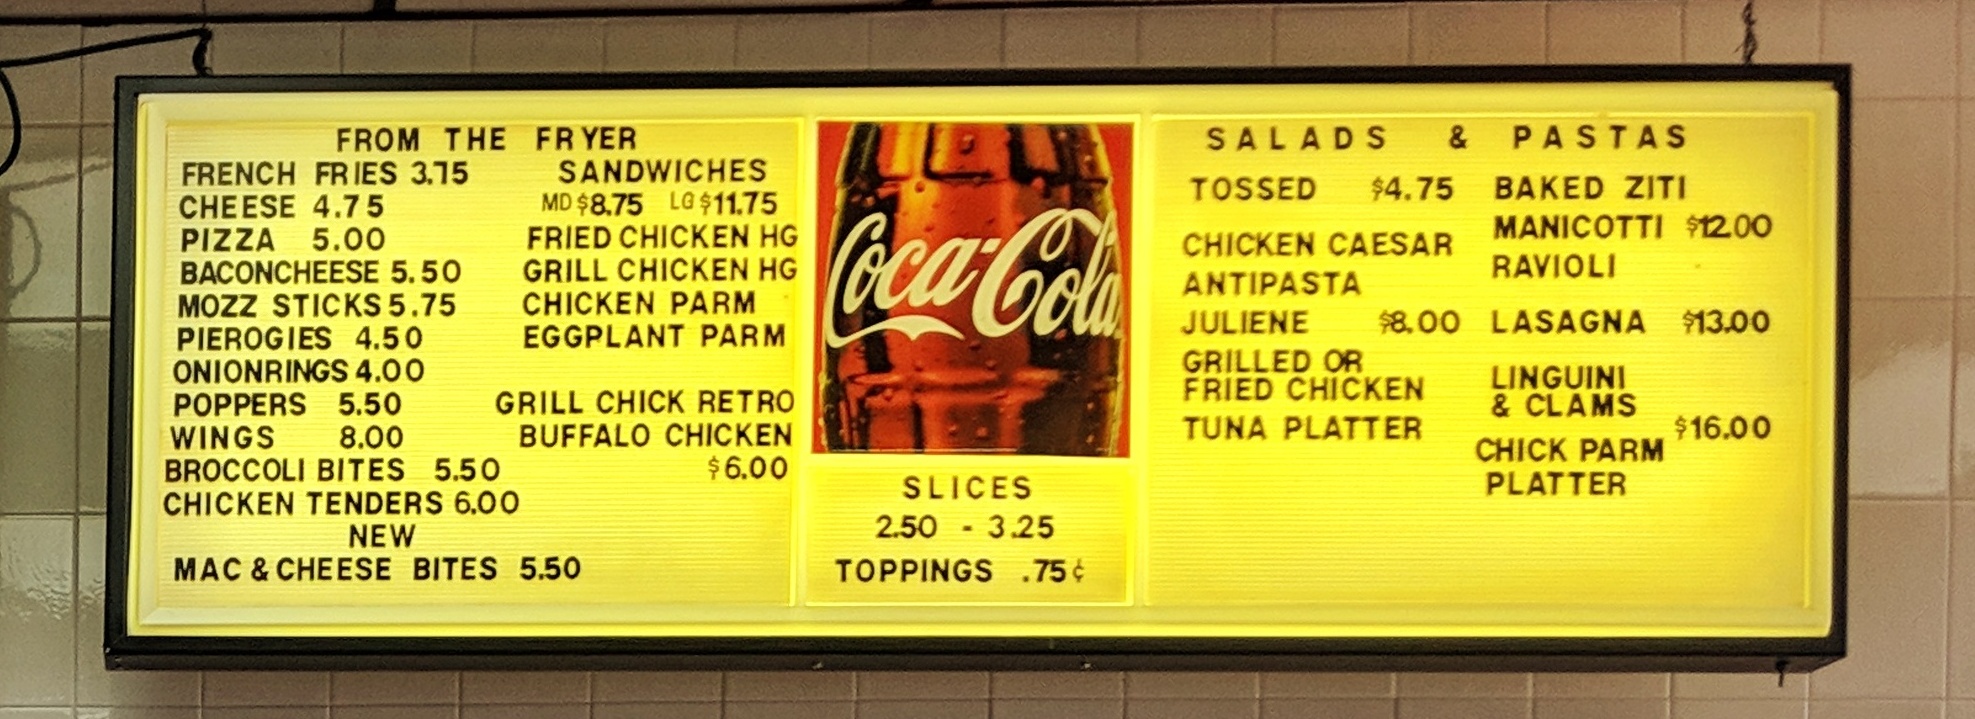 FROM THE FRYER
FRENCH FRIES 3.75
CHEESE 4.75
PIZZA 5.00
BACONCHEESE 5.50
MOZZ STICKS 5.75
PIEROGIES 4.50
ONIONRINGS 4.00
POPPERS 5.50
WINGS 8.00
BROCCOLI BITES 5.50
CHICKEN TENDERS 6.00
NEW
MAC & CHEESE BITES 5.50
SANDWICHES
MD $8.75 LG $11.75
FRIED CHICKEN HG
GRILL CHICKEN HG
CHICKEN PARM
EGGPLANT PARM
GRILL CHICK RETRO
BUFFALO CHICKEN
$6.00
Coca-Cola
SLICES
2.50 - 3.25
TOPPINGS .75¢
SALADS & PASTAS
TOSSED $4.75
CHICKEN CAESAR
ANTIPASTA
JULIENE $8.00
GRILLED OR
FRIED CHICKEN
TUNA PLATTER
BAKED ZITI
MANICOTTI $12.00
RAVIOLI
LASAGNA $13.00
LINGUINI
& CLAMS
$16.00
CHICK PARM
PLATTER